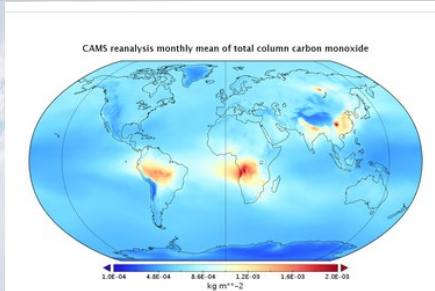 CAMS reanalysis monthly mean of total column carbon monoxide
1.0E-04 4.8E-04 8.6E-04 1.2E-03 1.6E-03 2.0E-03
kg m**-2